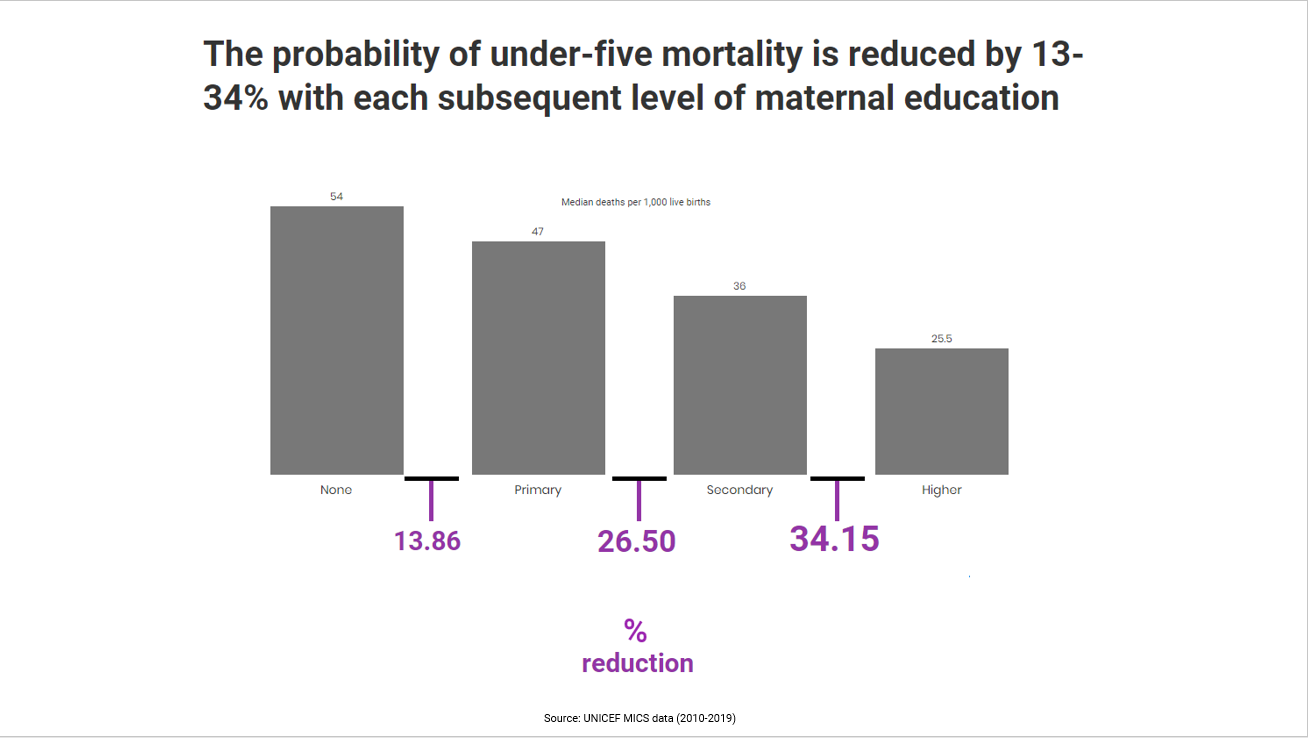 The probability of under-five mortality is reduced by 13-
34% with each subsequent level of maternal education
54
Median deaths per 1,000 live births
47
36
25.5
None
Primary
Secondary
Higher
13.86
26.50
34.15
%
reduction
Source: UNICEF MICS data (2010-2019)